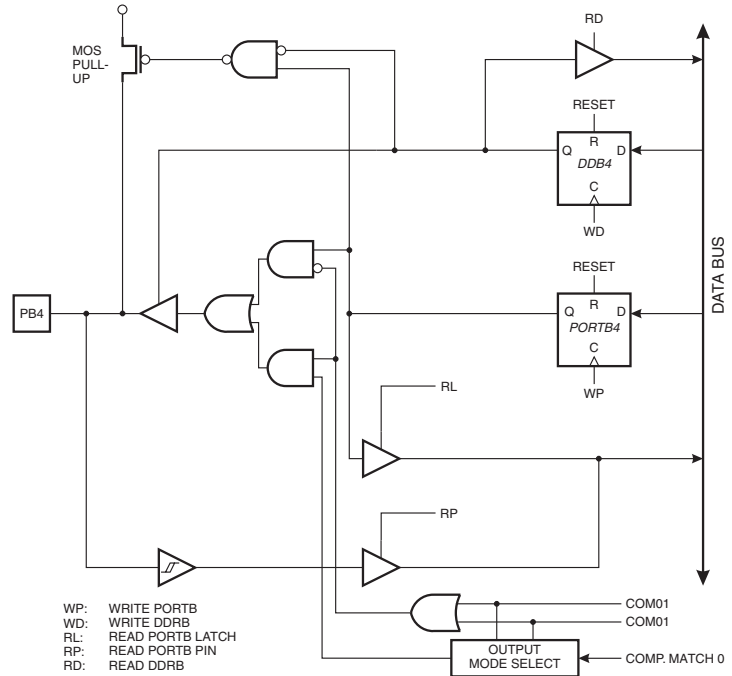 RD
MOS
PULL-
UP
RESET
R
Q
D
DDB4
C
WD
DATA BUS
RESET
R
Q
D
PORTB4
C
WP
PB4
RL
RP
WP: WRITE PORTB
WD: WRITE DDRB
RL: READ PORTB LATCH
RP: READ PORTB PIN
RD: READ DDRB
COM01
COM01
OUTPUT
MODE SELECT
COMP. MATCH 0